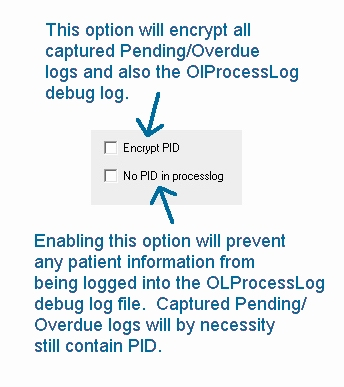 This option will encrypt all
captured Pending/Overdue
logs and also the OlProcessLog
debug log.
Encrypt PID
No PID in processlog
Enabling this option will prevent
any patient information from
being logged into the OLProcessLog
debug log file.  Captured Pending/
Overdue logs will by necessity
still contain PID.